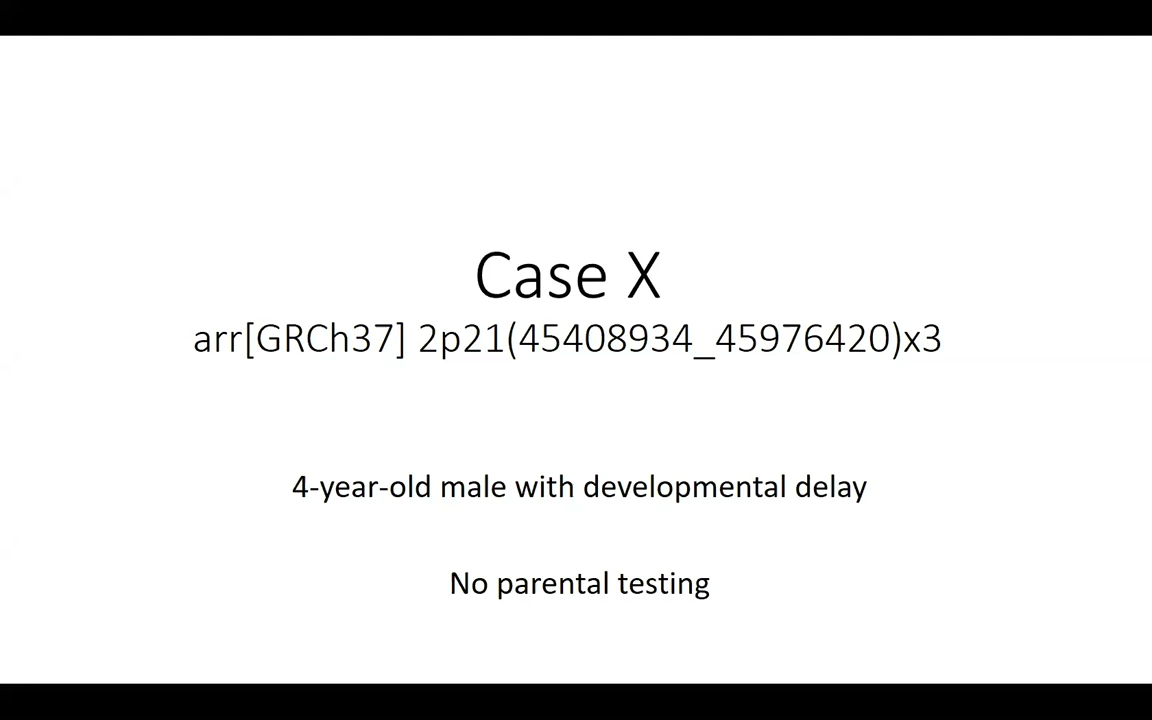 Case X
arr[GRCh37] 2p21(45408934_45976420)x3
4-year-old male with developmental delay
No parental testing